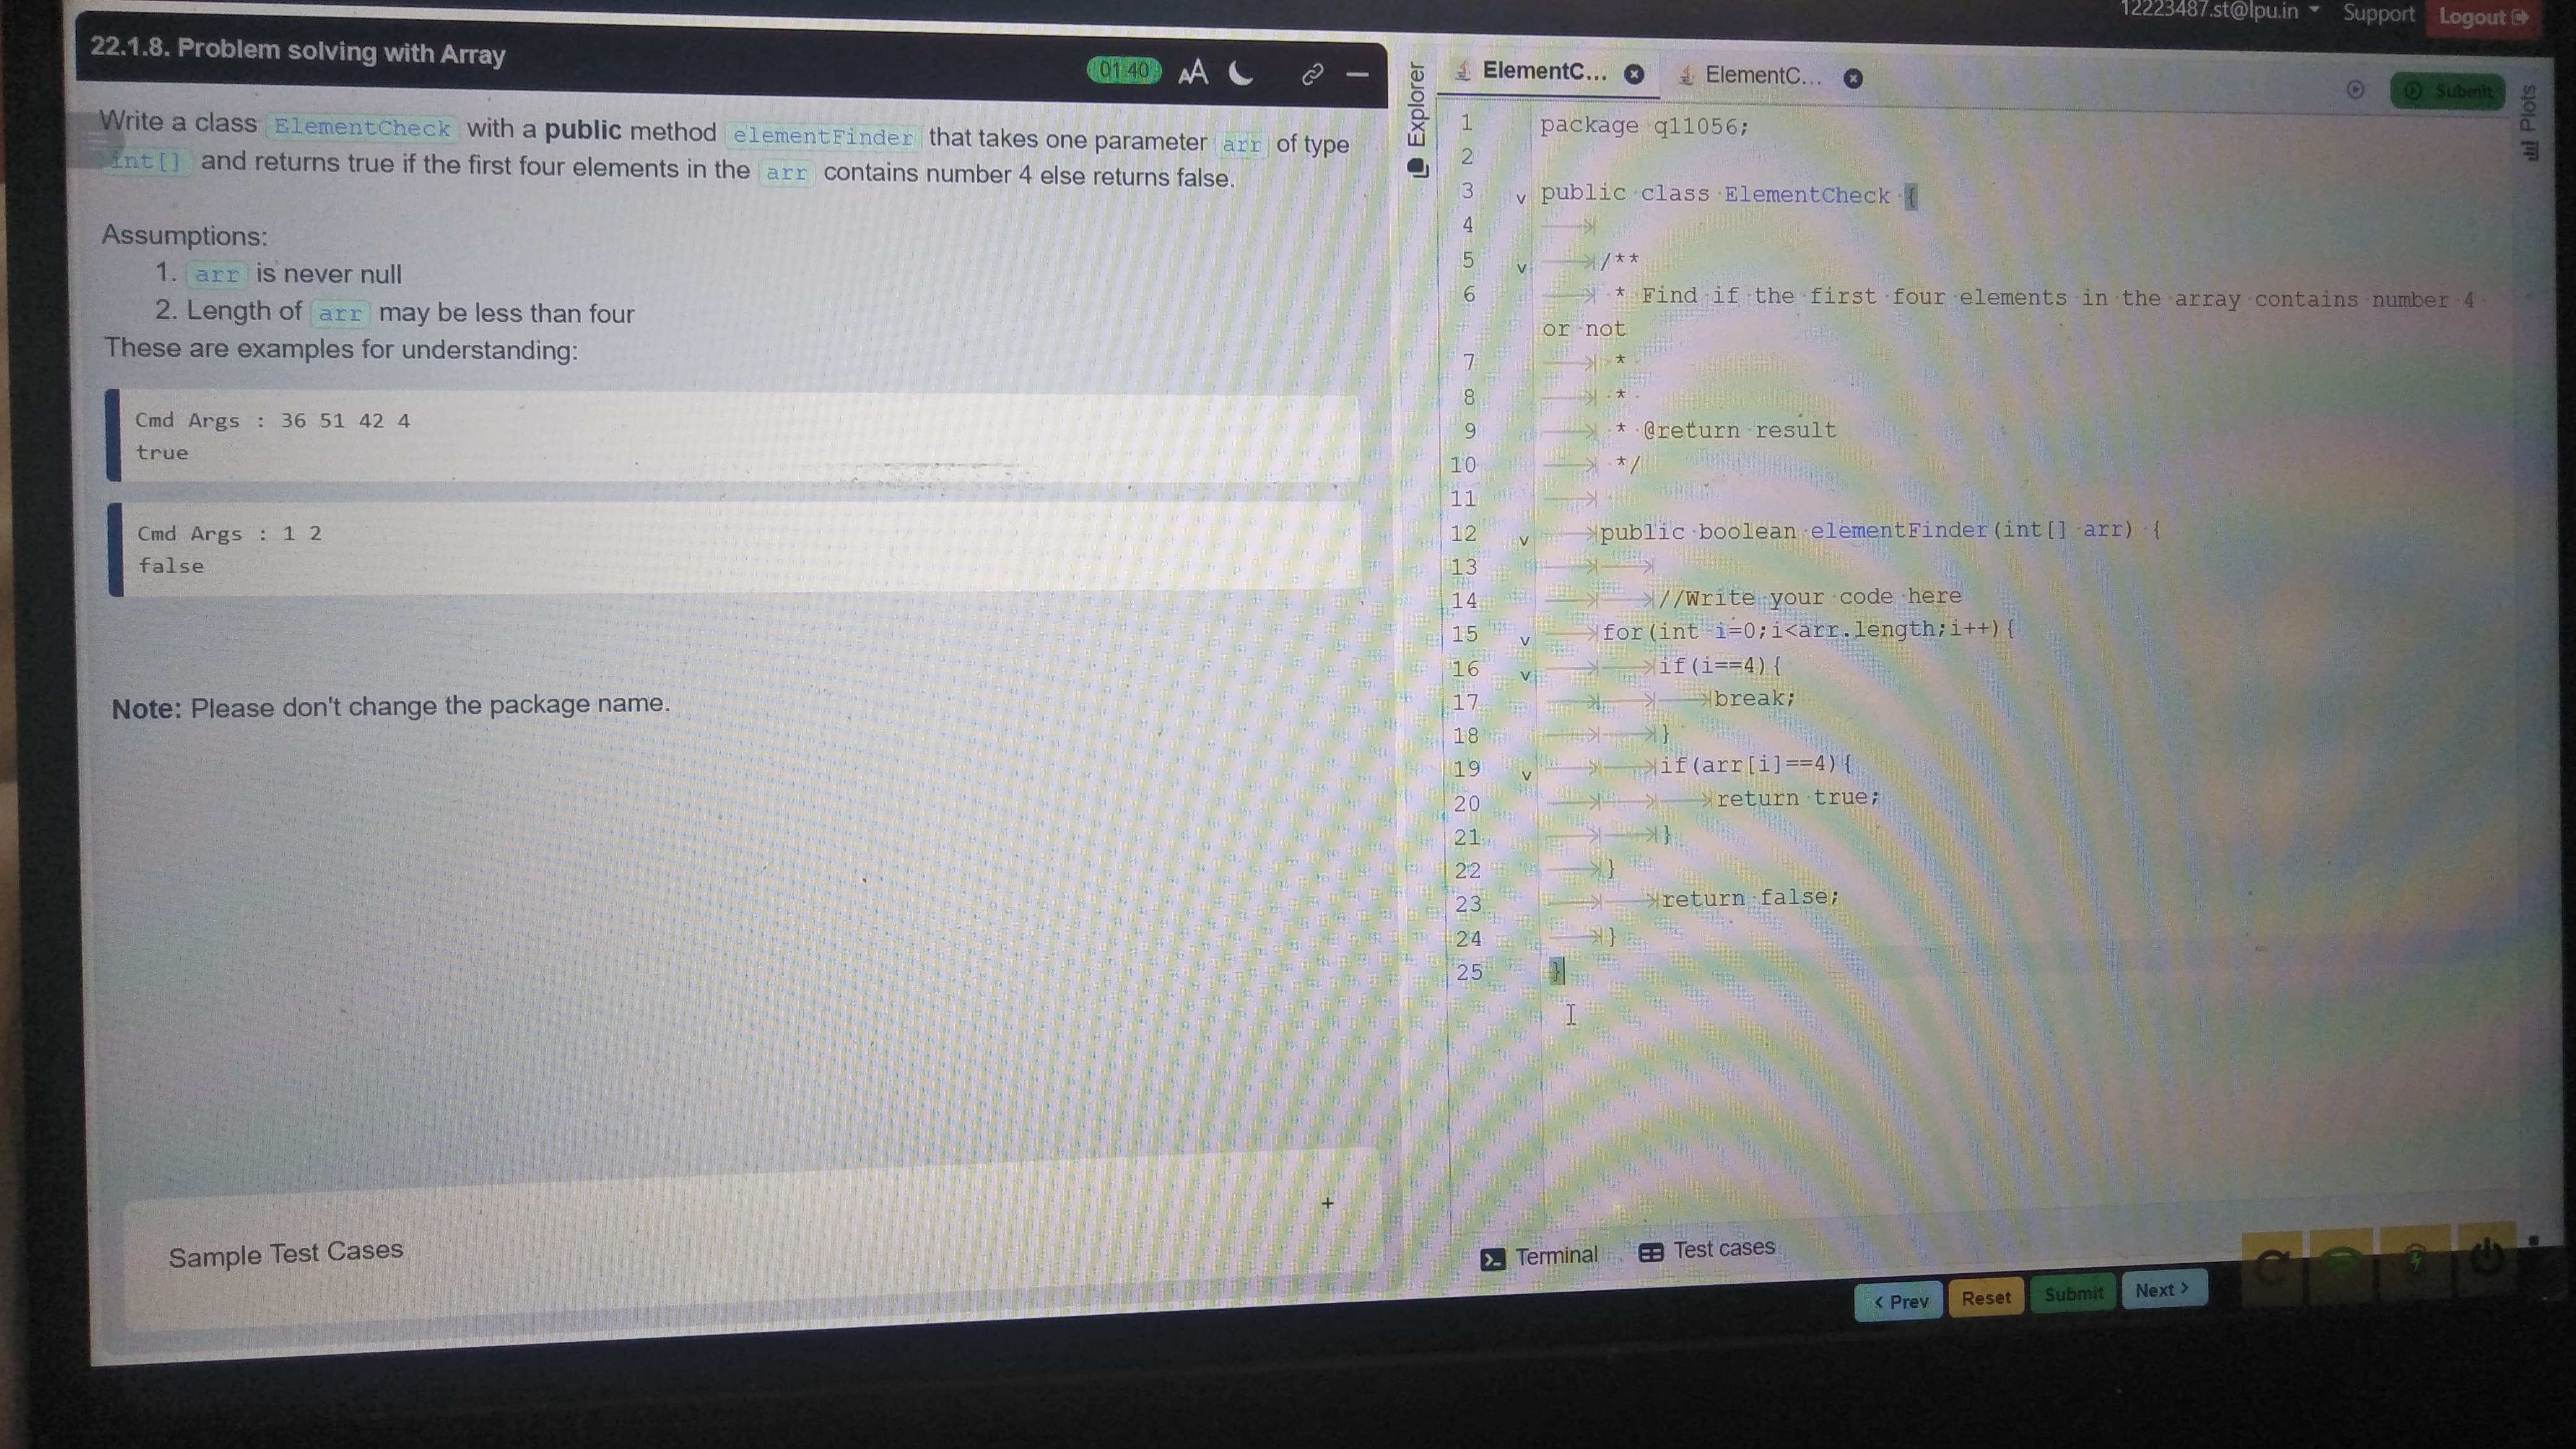 12223487.st@lpu.in Support Logout
22.1.8. Problem solving with Array
01:40 AA
Write a class ElementCheck with a public method elementFinder that takes one parameter arr of type
int[] and returns true if the first four elements in the arr contains number 4 else returns false.
Assumptions:
1. arr is never null
2. Length of arr may be less than four
These are examples for understanding:
Cmd Args : 36 51 42 4
true
Cmd Args : 1 2
false
Note: Please don't change the package name.
Sample Test Cases
+
Explorer
ElementC... ElementC...
Submit
Plots
1 package q11056;
2
3 public class ElementCheck {
4
5 /**
6 * Find if the first four elements in the array contains number 4
or not
7 *
8 *
9 * @return result
10 */
11
12 public boolean elementFinder(int[] arr) {
13
14 //Write your code here
15 for(int i=0;i<arr.length;i++){
16 if(i==4){
17 break;
18 }
19 if(arr[i]==4){
20 return true;
21 }
22 }
23 return false;
24 }
25 }
Terminal Test cases
< Prev Reset Submit Next >